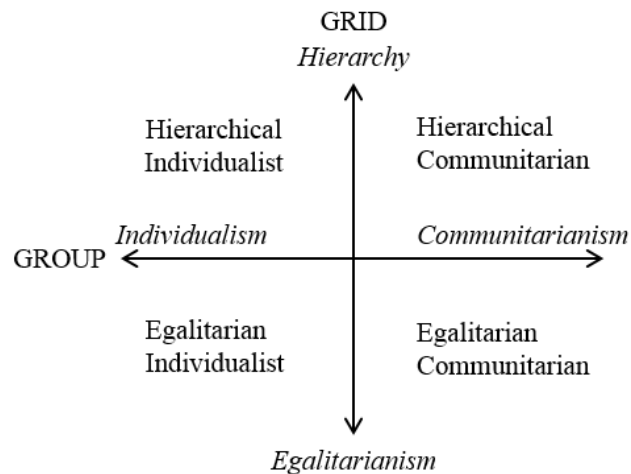 GRID
Hierarchy
Hierarchical
Individualist
Hierarchical
Communitarian
Individualism
Communitarianism
GROUP
Egalitarian
Individualist
Egalitarian
Communitarian
Egalitarianism